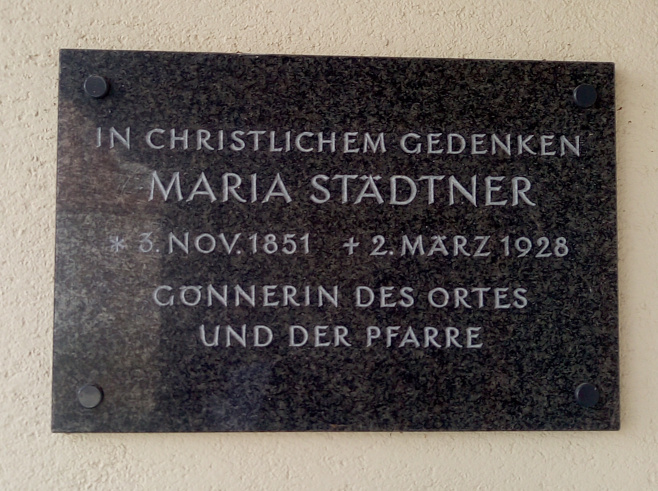 IN CHRISTLICHEM GEDENKEN
MARIA STÄDTNER
* 3. NOV. 1851 + 2. MÄRZ 1928
GÖNNERIN DES ORTES
UND DER PFARRE